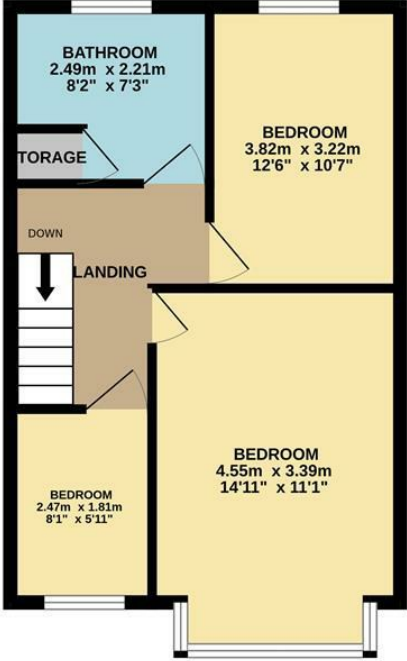 BATHROOM
2.49m x 2.21m
8'2" x 7'3"
TORAGE
BEDROOM
3.82m x 3.22m
12'6" x 10'7"
DOWN
LANDING
BEDROOM
4.55m x 3.39m
14'11" x 11'1"
BEDROOM
2.47m x 1.81m
8'1" x 5'11"